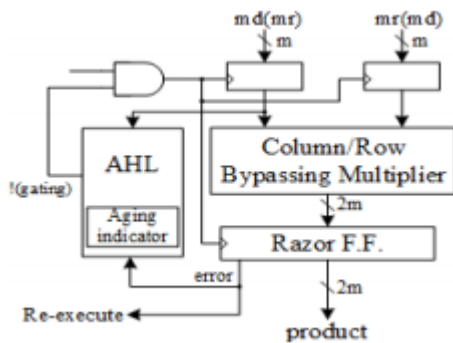 md(mr)
mr(md)
m
m
AHL
Column/Row
Bypassing Multiplier
!(gating)
Aging
indicator
2m
Razor F.F.
error
2m
Re-execute
product